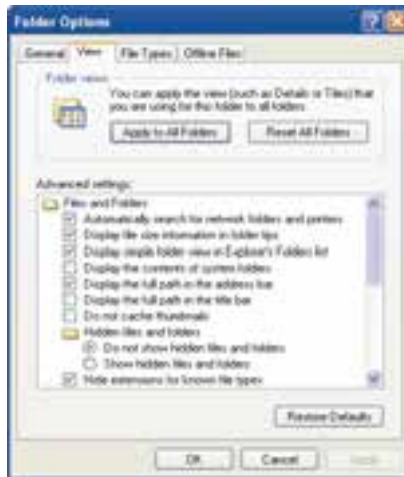 Folder Options
General View File Types Offline Files
Folder views
You can apply the view (such as Details or Tiles) that
you are using for this folder to all folders.
Apply to All Folders Reset All Folders
Advanced settings:
Files and Folders
Automatically search for network folders and printers
Display file size information in folder tips
Display simple folder view in Explorer's Folders list
Display the contents of system folders
Display the full path in the address bar
Display the full path in the title bar
Do not cache thumbnails
Hidden files and folders
Do not show hidden files and folders
Show hidden files and folders
Hide extensions for known file types
Restore Defaults
OK Cancel Apply